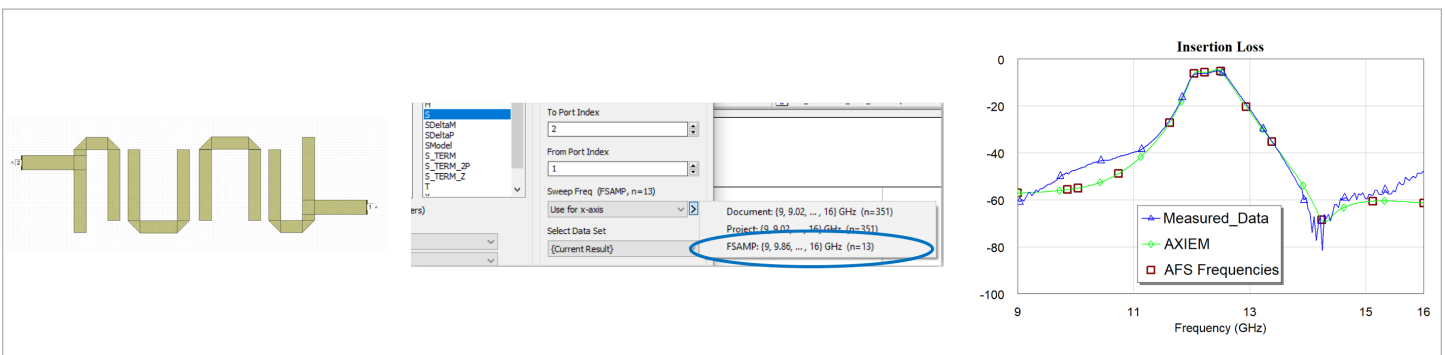 A 2
1 A
H
S
SDeltaM
SDeltaP
SModel
S_TERM
S_TERM_2P
S_TERM_Z
T
ers)
To Port Index
2
From Port Index
1
Sweep Freq (FSAMP, n=13)
Use for x-axis
Select Data Set
{Current Result}
Document: {9, 9.02, ... , 16} GHz (n=351)
Project: {9, 9.02, ... , 16} GHz (n=351)
FSAMP: {9, 9.86, ... , 16} GHz (n=13)
Insertion Loss
0
-20
-40
-60
-80
-100
Measured_Data
AXIEM
AFS Frequencies
9 11 13 15 16
Frequency (GHz)